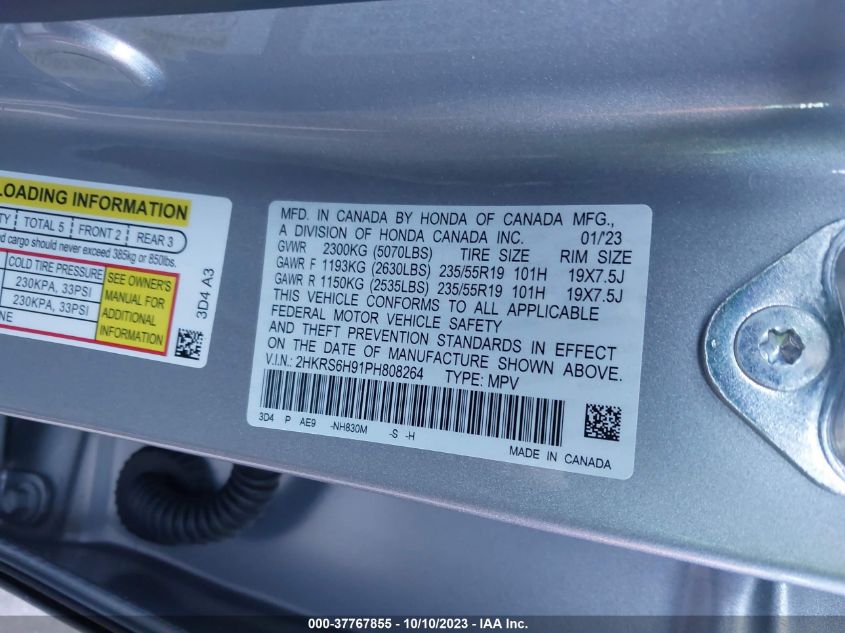 LOADING INFORMATION
TOTAL 5 FRONT 2 REAR 3
cargo should never exceed 385kg or 850lbs.
COLD TIRE PRESSURE
230KPA, 33PSI
230KPA, 33PSI
SEE OWNER'S
MANUAL FOR
ADDITIONAL
INFORMATION
3D4 A3
MFD. IN CANADA BY HONDA OF CANADA MFG.,
A DIVISION OF HONDA CANADA INC. 01/'23
GVWR 2300KG (5070LBS) TIRE SIZE RIM SIZE
GAWR F 1193KG (2630LBS) 235/55R19 101H 19X7.5J
GAWR R 1150KG (2535LBS) 235/55R19 101H 19X7.5J
THIS VEHICLE CONFORMS TO ALL APPLICABLE
FEDERAL MOTOR VEHICLE SAFETY
AND THEFT PREVENTION STANDARDS IN EFFECT
ON THE DATE OF MANUFACTURE SHOWN ABOVE.
V.I.N.: 2HKRS6H91PH808264 TYPE: MPV
3D4 P AE9 -NH830M -S -H
MADE IN CANADA
000-37767855 - 10/10/2023 - IAA Inc.